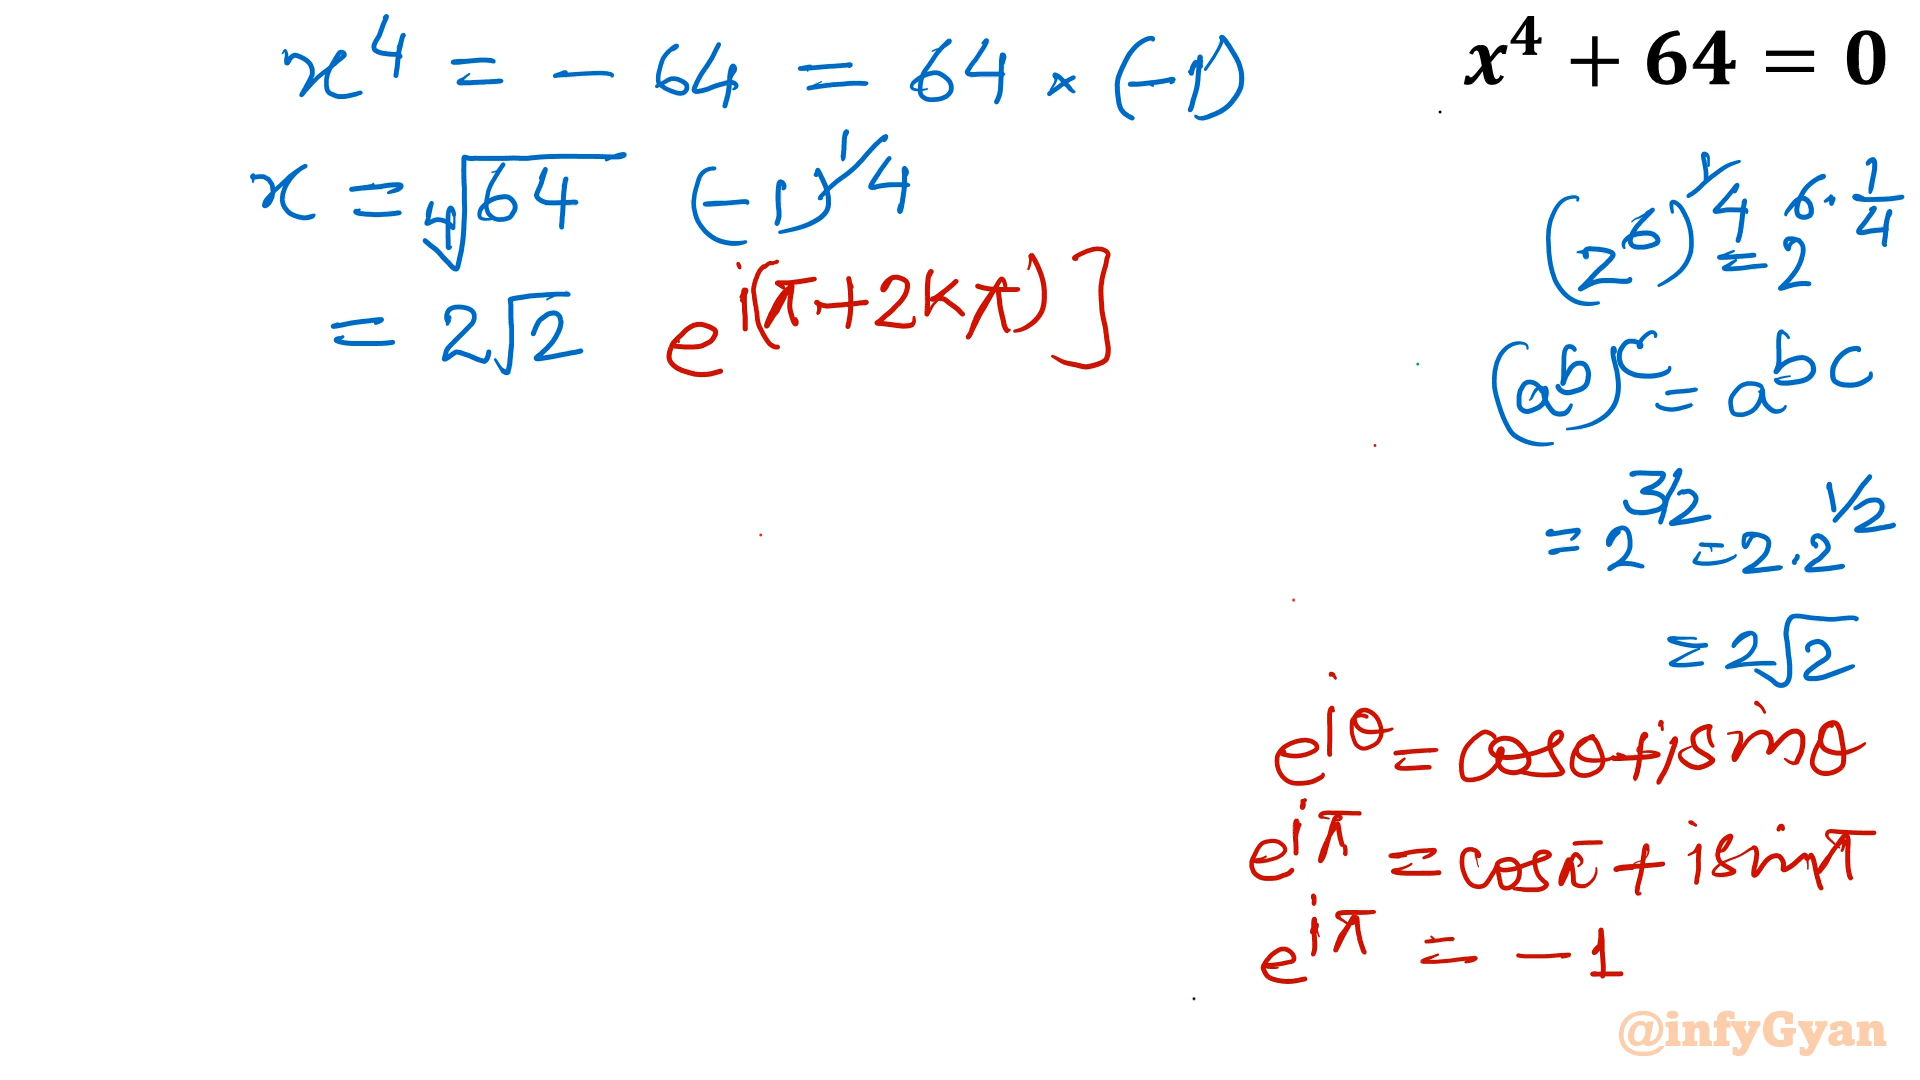 x⁴ + 64 = 0
x⁴ = - 64 = 64 × (-1)
x = ⁴√64 (-1)^1/4
= 2√2 e^i(π+2kπ) ]
(2⁶)^1/4 = 2^6·1/4
(a^b)^c = a^bc
= 2^3/2 = 2·2^1/2
= 2√2
e^iθ = cosθ + i sinθ
e^iπ = cosπ + i sinπ
e^iπ = -1
@infyGyan